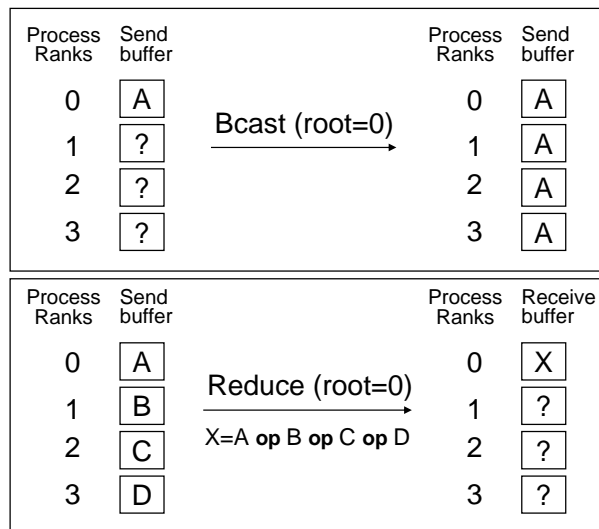 Process Ranks Send buffer Process Ranks Send buffer
0 A 0 A
Bcast (root=0)
1 ? 1 A
2 ? 2 A
3 ? 3 A
Process Ranks Send buffer Process Ranks Receive buffer
0 A 0 X
Reduce (root=0)
1 B 1 ?
X=A op B op C op D
2 C 2 ?
3 D 3 ?